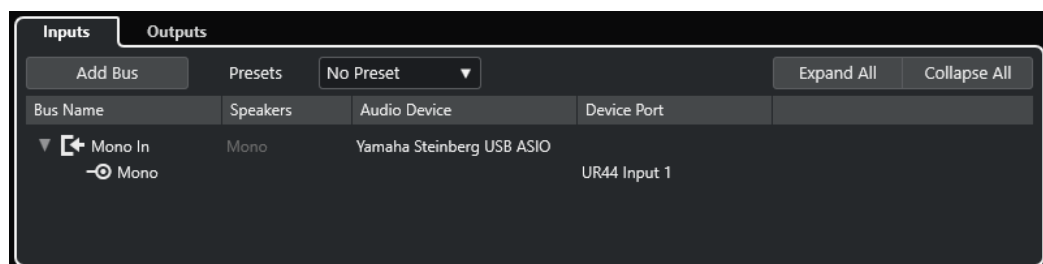 Inputs Outputs
Add Bus Presets No Preset Expand All Collapse All
Bus Name Speakers Audio Device Device Port
Mono In Mono Yamaha Steinberg USB ASIO
Mono UR44 Input 1